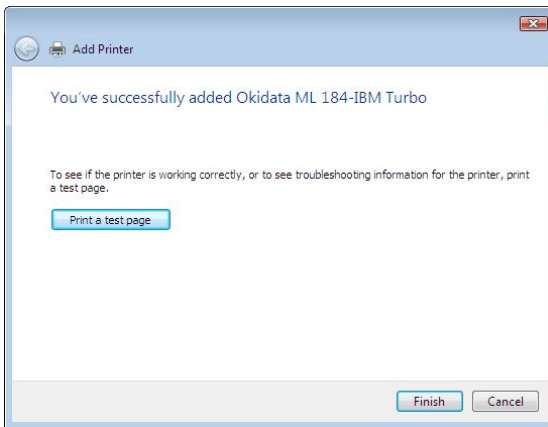 Add Printer
You've successfully added Okidata ML 184-IBM Turbo
To see if the printer is working correctly, or to see troubleshooting information for the printer, print
a test page.
Print a test page
Finish
Cancel